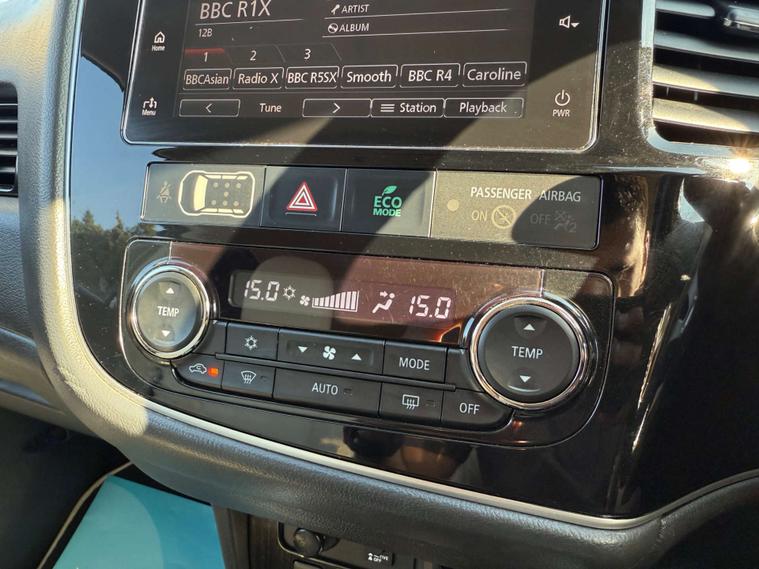 BBC R1X
ARTIST
12B
ALBUM
Home
1 2 3
BBCAsian Radio X BBC R5SX Smooth BBC R4 Caroline
Menu
< Tune > Station Playback
PWR
ECO
MODE
PASSENGER AIRBAG
ON OFF
15.0 15.0
TEMP
TEMP
MODE
AUTO
OFF
OFF